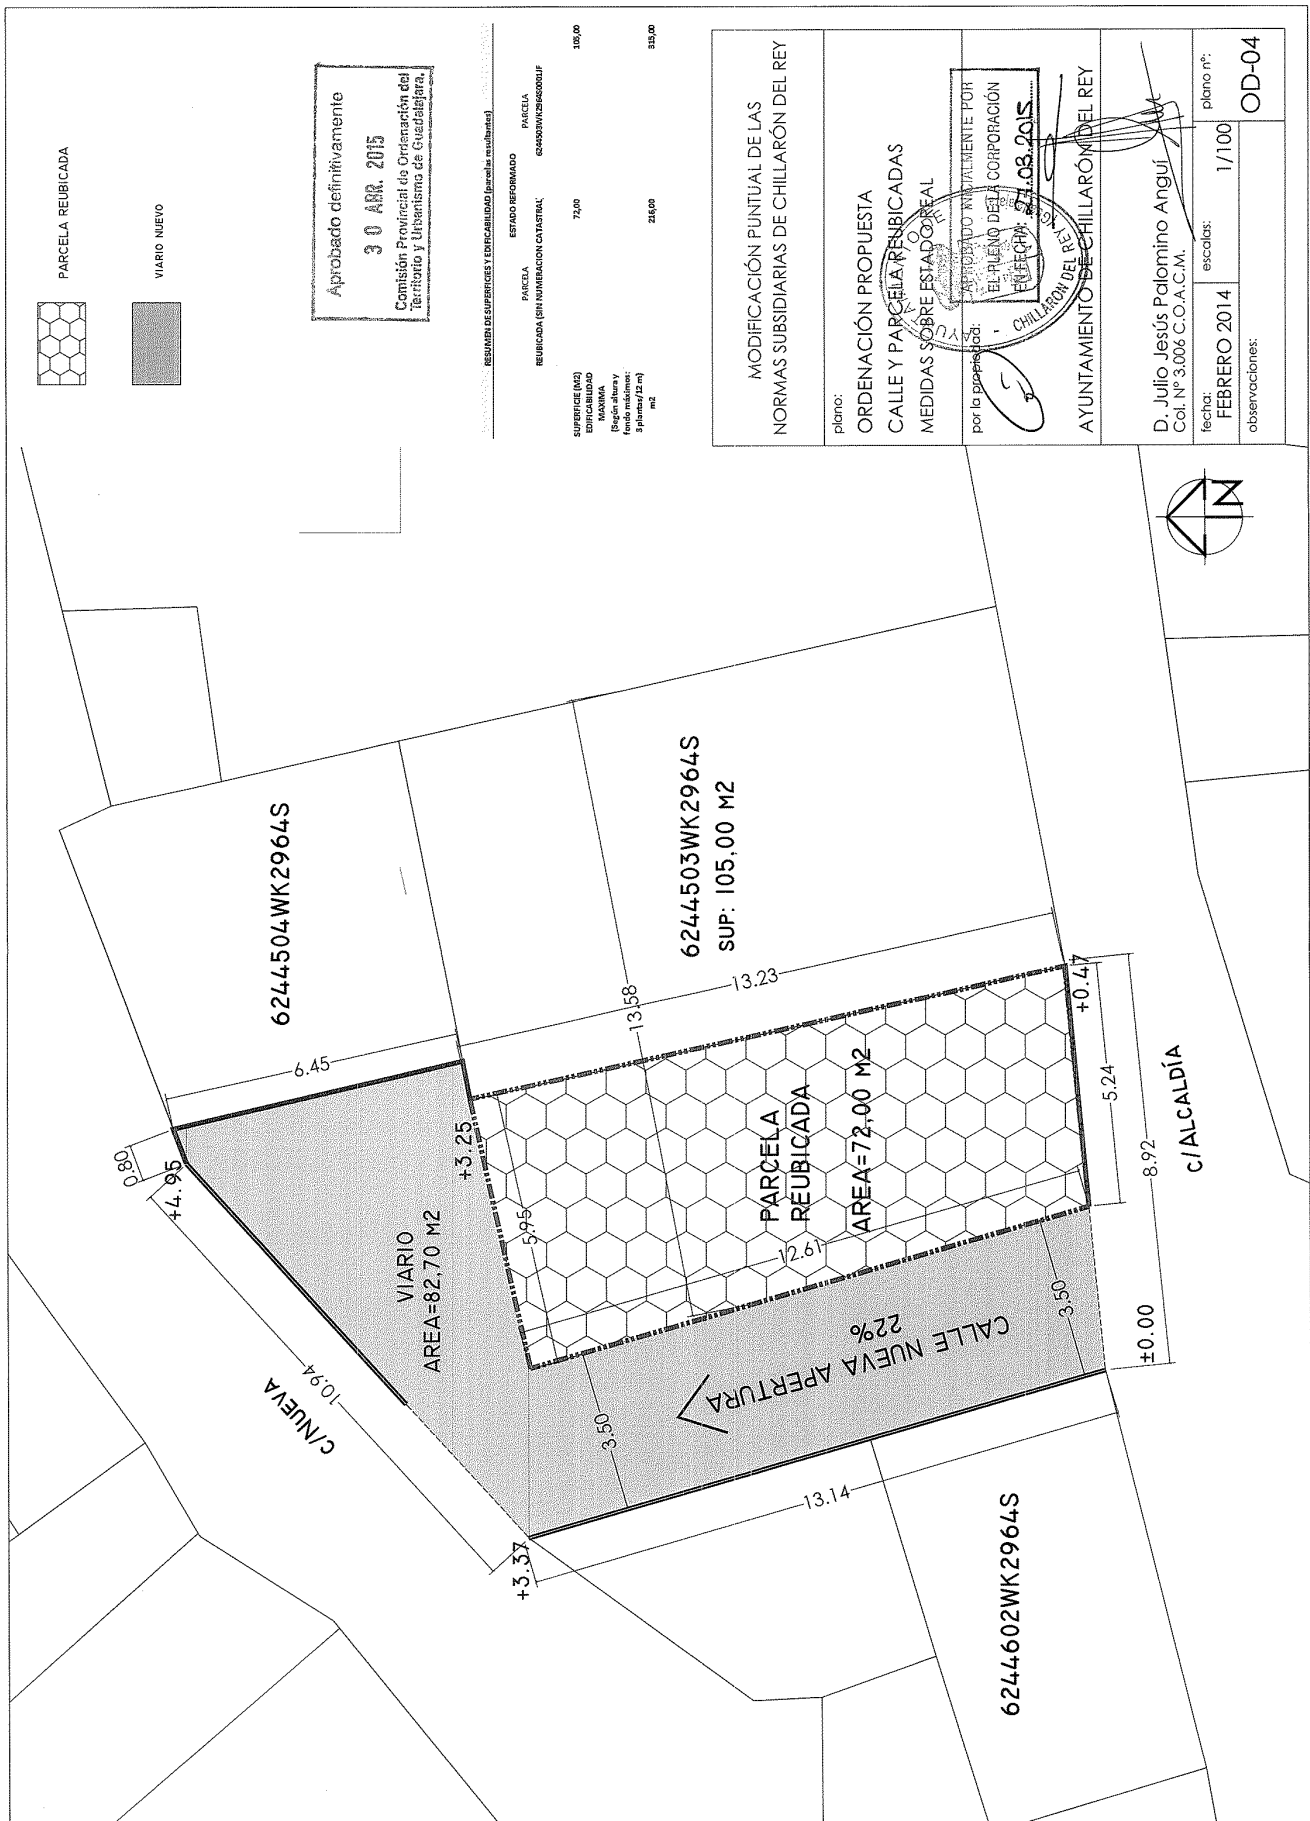 PARCELA REUBICADA
VIARIO NUEVO
Aprobado definitivamente
30 ABR. 2015
Comisión Provincial de Ordenación del
Territorio y Urbanismo de Guadalajara.
RESUMEN DE SUPERFICIES Y EDIFICABILIDAD (parcelas resultantes)
ESTADO REFORMADO
PARCELA
REUBICADA (SIN NUMERACION CATASTRAL)
PARCELA
6244503WK2964S0001JF
SUPERFICIE (M2) 72,00 105,00
EDIFICABILIDAD
MAXIMA
(Según altura y
fondo máximos:
3 plantas/12 m)
m2 216,00 315,00
MODIFICACIÓN PUNTUAL DE LAS
NORMAS SUBSIDIARIAS DE CHILLARÓN DEL REY
plano:
ORDENACIÓN PROPUESTA
CALLE Y PARCELA REUBICADAS
MEDIDAS SOBRE ESTADO REAL
por la propiedad:
APROBADO INICIALMENTE POR
EL PLENO DE LA CORPORACIÓN
EN FECHA:
03.2015
CHILLARON DEL REY
AYUNTAMIENTO DE CHILLARÓN DEL REY
D. Julio Jesús Palomino Anguí
Col. Nº 3.006 C.O.A.C.M.
fecha:
FEBRERO 2014
escalas:
1/100
plano nº:
OD-04
observaciones:
N
6244504WK2964S
6244503WK2964S
SUP: 105,00 M2
6.45
0.80
+4.95
13.58
13.23
+3.25
5.95
VIARIO
AREA=82,70 M2
PARCELA
REUBICADA
AREA=72,00 M2
12.61
+0.47
5.24
8.92
C/ALCALDÍA
10.94
C/NUEVA
3.50
3.50
CALLE NUEVA APERTURA
22%
±0.00
13.14
+3.37
6244602WK2964S